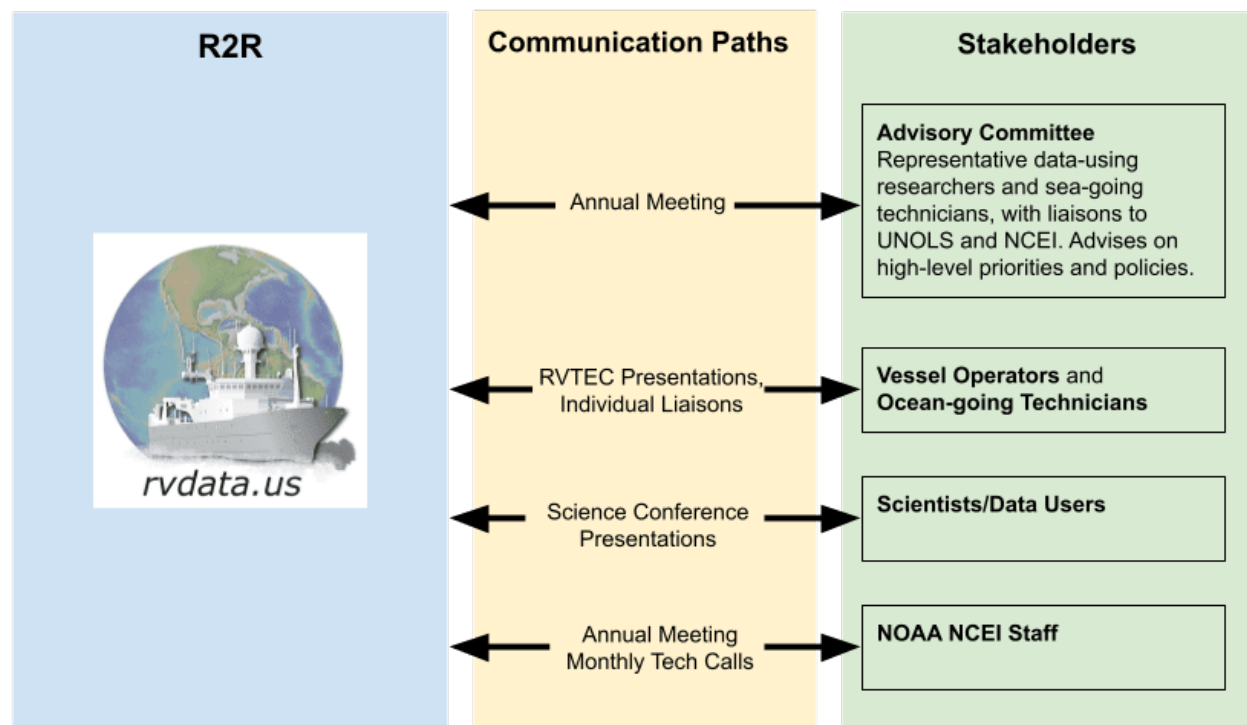 R2R
rvdata.us
Communication Paths
Annual Meeting
RVTEC Presentations,
Individual Liaisons
Science Conference
Presentations
Annual Meeting
Monthly Tech Calls
Stakeholders
Advisory Committee
Representative data-using
researchers and sea-going
technicians, with liaisons to
UNOLS and NCEI. Advises on
high-level priorities and policies.
Vessel Operators and
Ocean-going Technicians
Scientists/Data Users
NOAA NCEI Staff